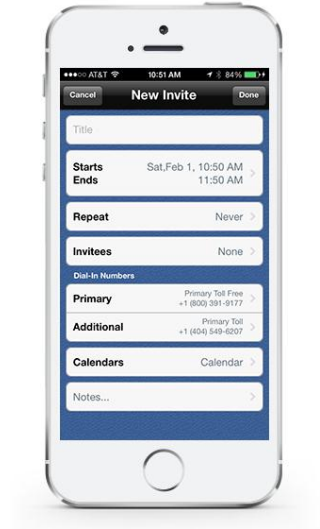 AT&T 10:51 AM 84%
Cancel New Invite Done
Title
Starts Sat,Feb 1, 10:50 AM
Ends 11:50 AM
Repeat Never
Invitees None
Dial-In Numbers
Primary Primary Toll Free
+1 (800) 391-9177
Additional Primary Toll
+1 (404) 549-6207
Calendars Calendar
Notes...